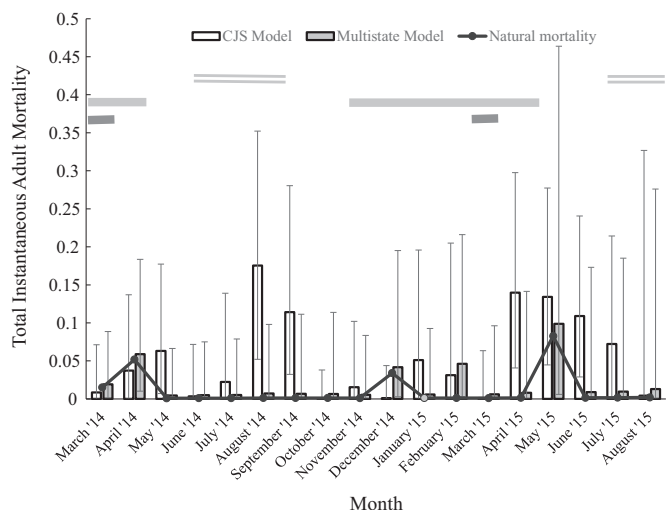 0.5
CJS Model Multistate Model Natural mortality
0.45
0.4
0.35
0.3
0.25
0.2
0.15
0.1
0.05
0
Total Instantaneous Adult Mortality
March '14
April '14
May '14
June '14
July '14
August '14
September '14
October '14
November '14
December '14
January '15
February '15
March '15
April '15
May '15
June '15
July '15
August '15
Month